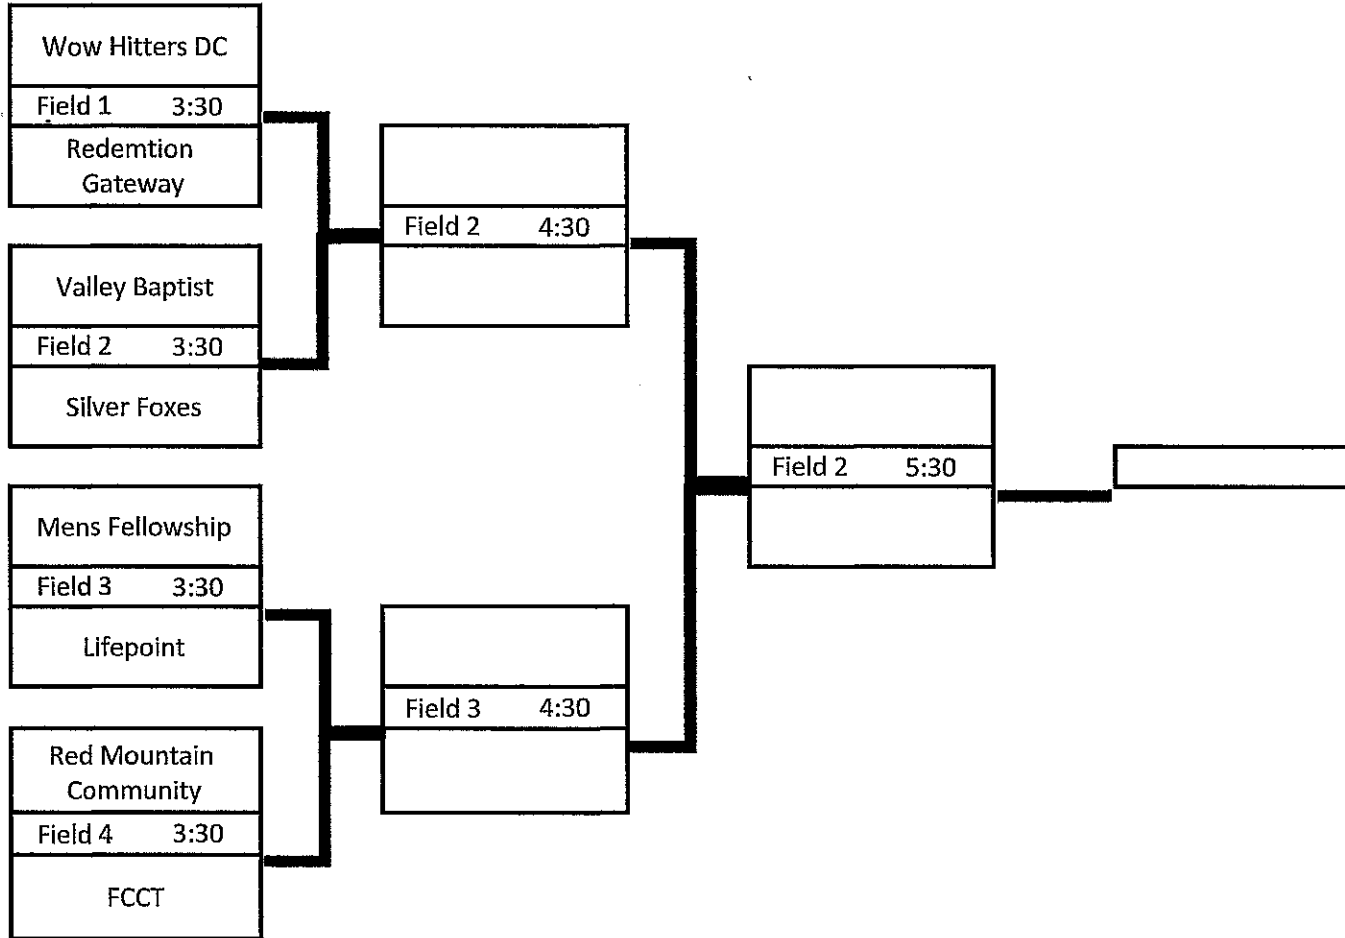 Wow Hitters DC
Field 1 3:30
Redemtion
Gateway
Valley Baptist
Field 2 3:30
Silver Foxes
Mens Fellowship
Field 3 3:30
Lifepoint
Red Mountain
Community
Field 4 3:30
FCCT
Field 2 4:30
Field 3 4:30
Field 2 5:30